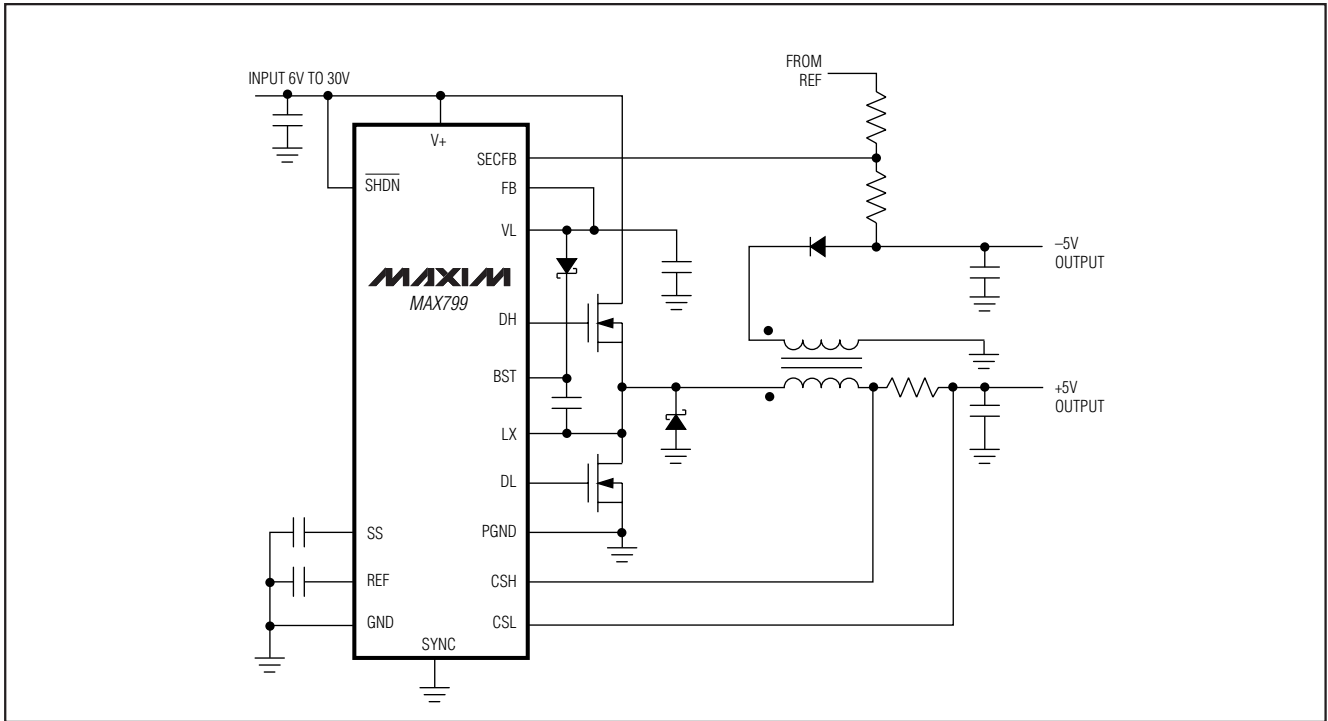 INPUT 6V TO 30V
FROM
REF
V+
SHDN
SECFB
FB
VL
MAXIM
MAX799
DH
BST
LX
DL
PGND
CSH
CSL
SS
REF
GND
SYNC
–5V
OUTPUT
+5V
OUTPUT